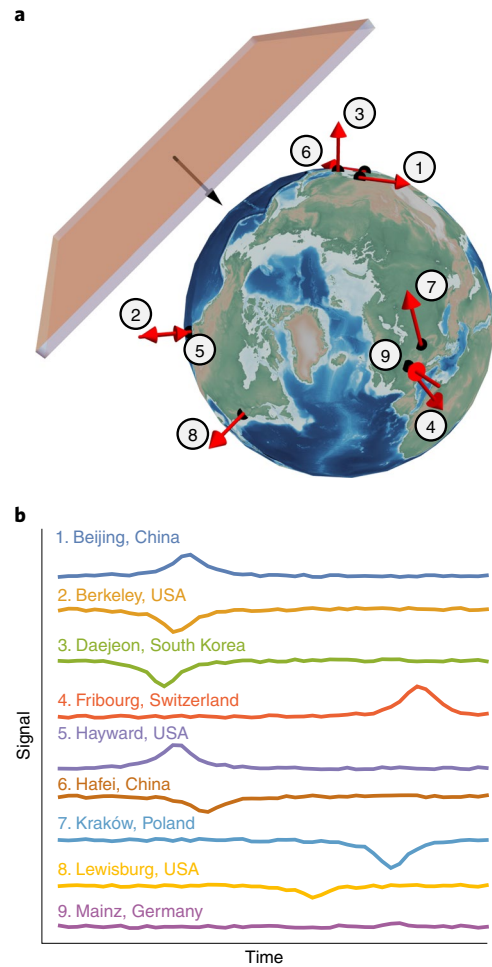 a
3
6
1
7
2
5
9
8
4
b
1. Beijing, China
2. Berkeley, USA
3. Daejeon, South Korea
4. Fribourg, Switzerland
5. Hayward, USA
6. Hafei, China
7. Kraków, Poland
8. Lewisburg, USA
9. Mainz, Germany
Signal
Time